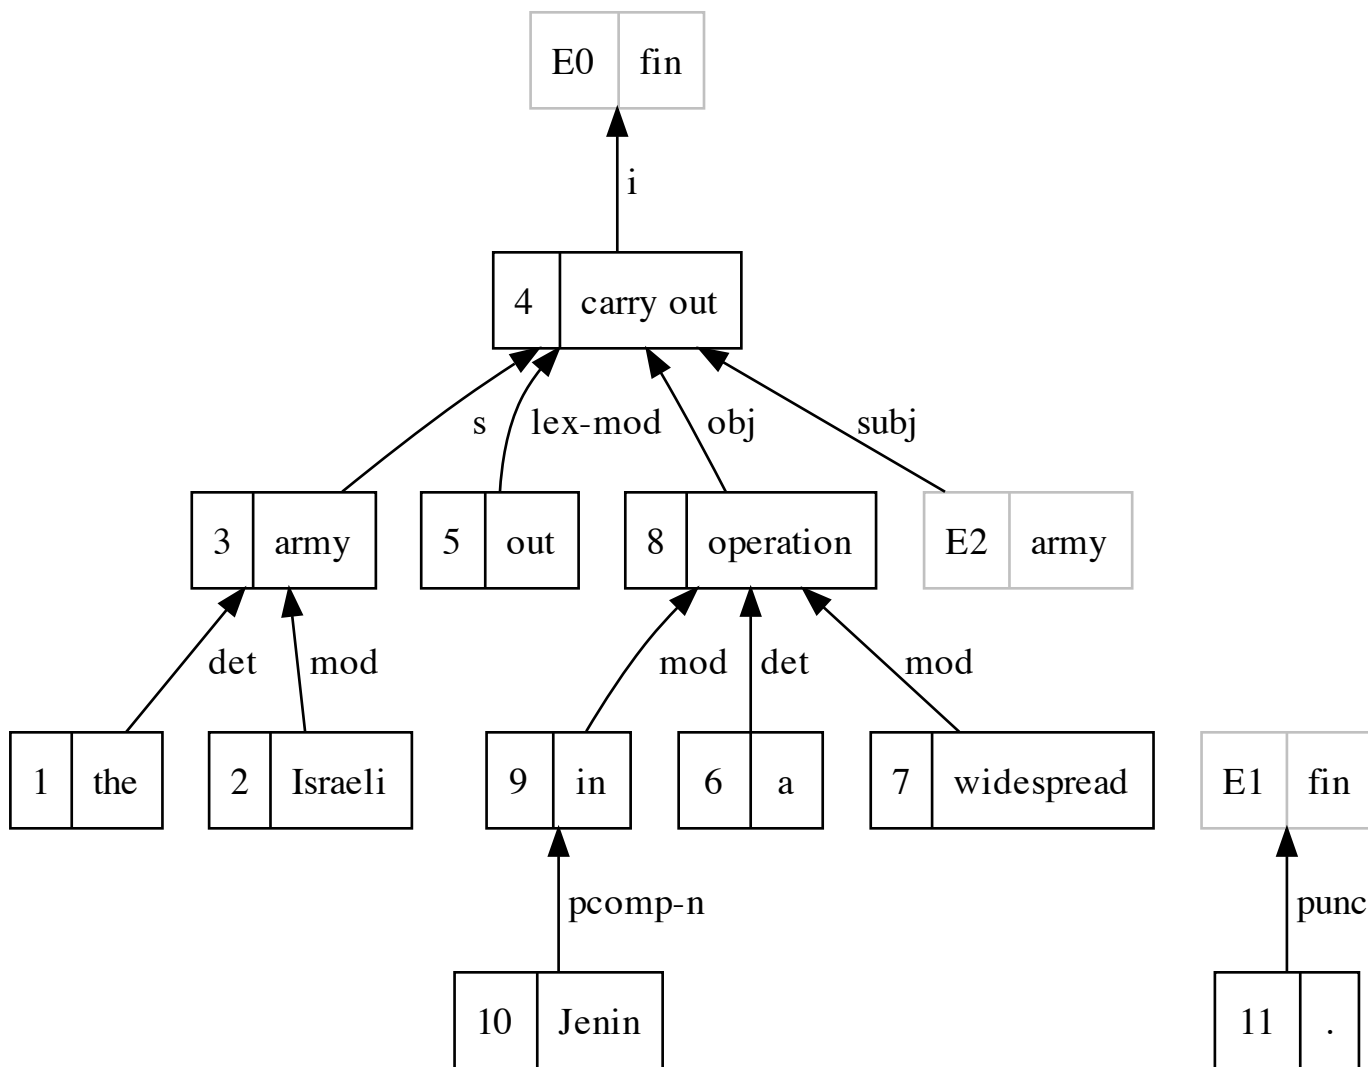 E0 fin
i
4 carry out
s lex-mod obj subj
3 army 5 out 8 operation E2 army
det mod mod det mod
1 the 2 Israeli 9 in 6 a 7 widespread E1 fin
pcomp-n punc
10 Jenin 11 .